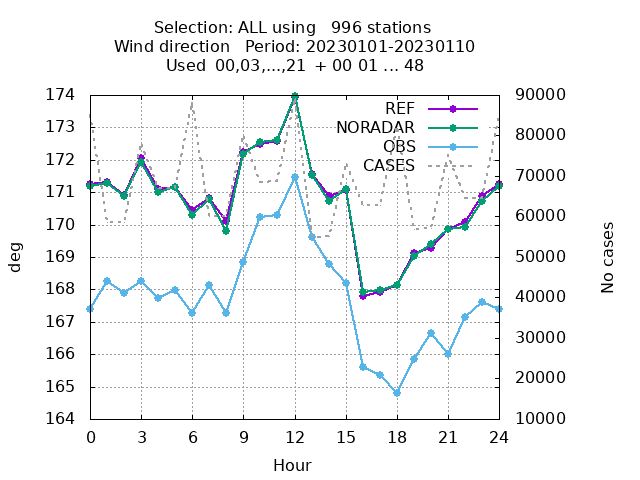 Selection: ALL using   996 stations
Wind direction   Period: 20230101-20230110
Used  00,03,...,21 + 00 01 ... 48
174
173
172
171
170
169
168
167
166
165
164
deg
REF
NORADAR
OBS
CASES
90000
80000
70000
60000
50000
40000
30000
20000
10000
No cases
0 3 6 9 12 15 18 21 24
Hour